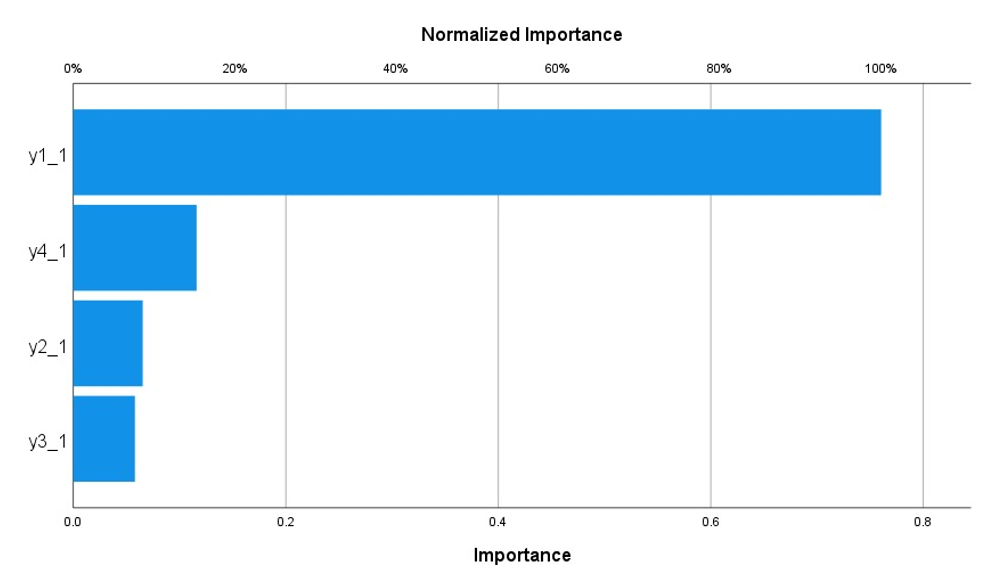 Normalized Importance
0% 20% 40% 60% 80% 100%
y1_1
y4_1
y2_1
y3_1
0.0 0.2 0.4 0.6 0.8
Importance